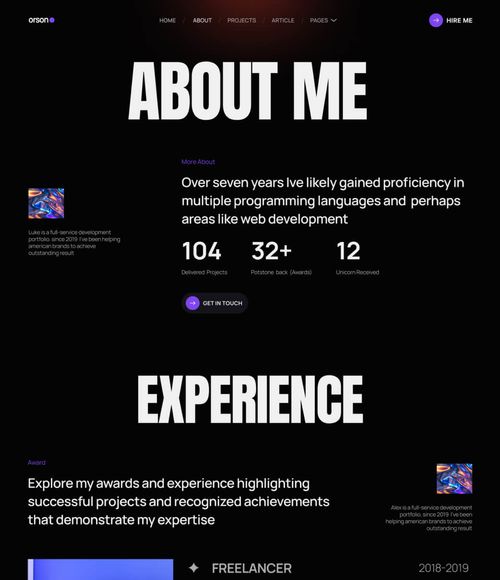 orson
HOME / ABOUT / PROJECTS / ARTICLE / PAGES
HIRE ME
ABOUT ME
More About
Over seven years Ive likely gained proficiency in
multiple programming languages and perhaps
areas like web development
Luke is a full-service development
portfolio. since 2019 I've been helping
american brands to achieve
outstanding result
104 32+ 12
Delivered Projects Potstone back (Awards) Unicorn Received
GET IN TOUCH
EXPERIENCE
Award
Explore my awards and experience highlighting
successful projects and recognized achievements
that demonstrate my expertise
Alex is a full-service development
portfolio, since 2019 I've been
helping american brands to achieve
outstanding result
FREELANCER 2018-2019